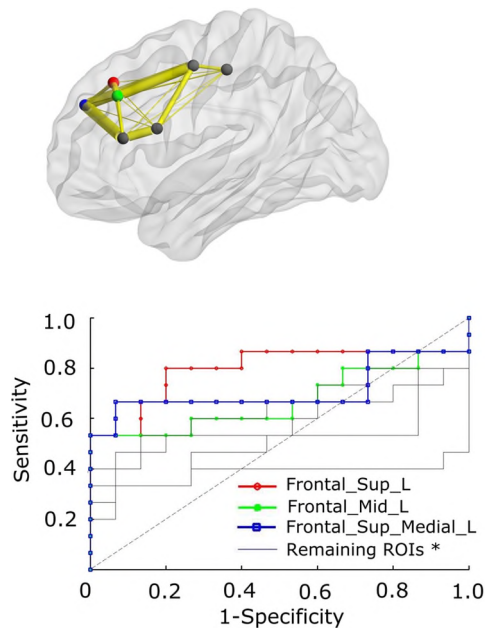 1.0
0.8
0.6
0.4
0.2
Sensitivity
Frontal_Sup_L
Frontal_Mid_L
Frontal_Sup_Medial_L
Remaining ROIs *
0 0.2 0.4 0.6 0.8 1.0
1-Specificity